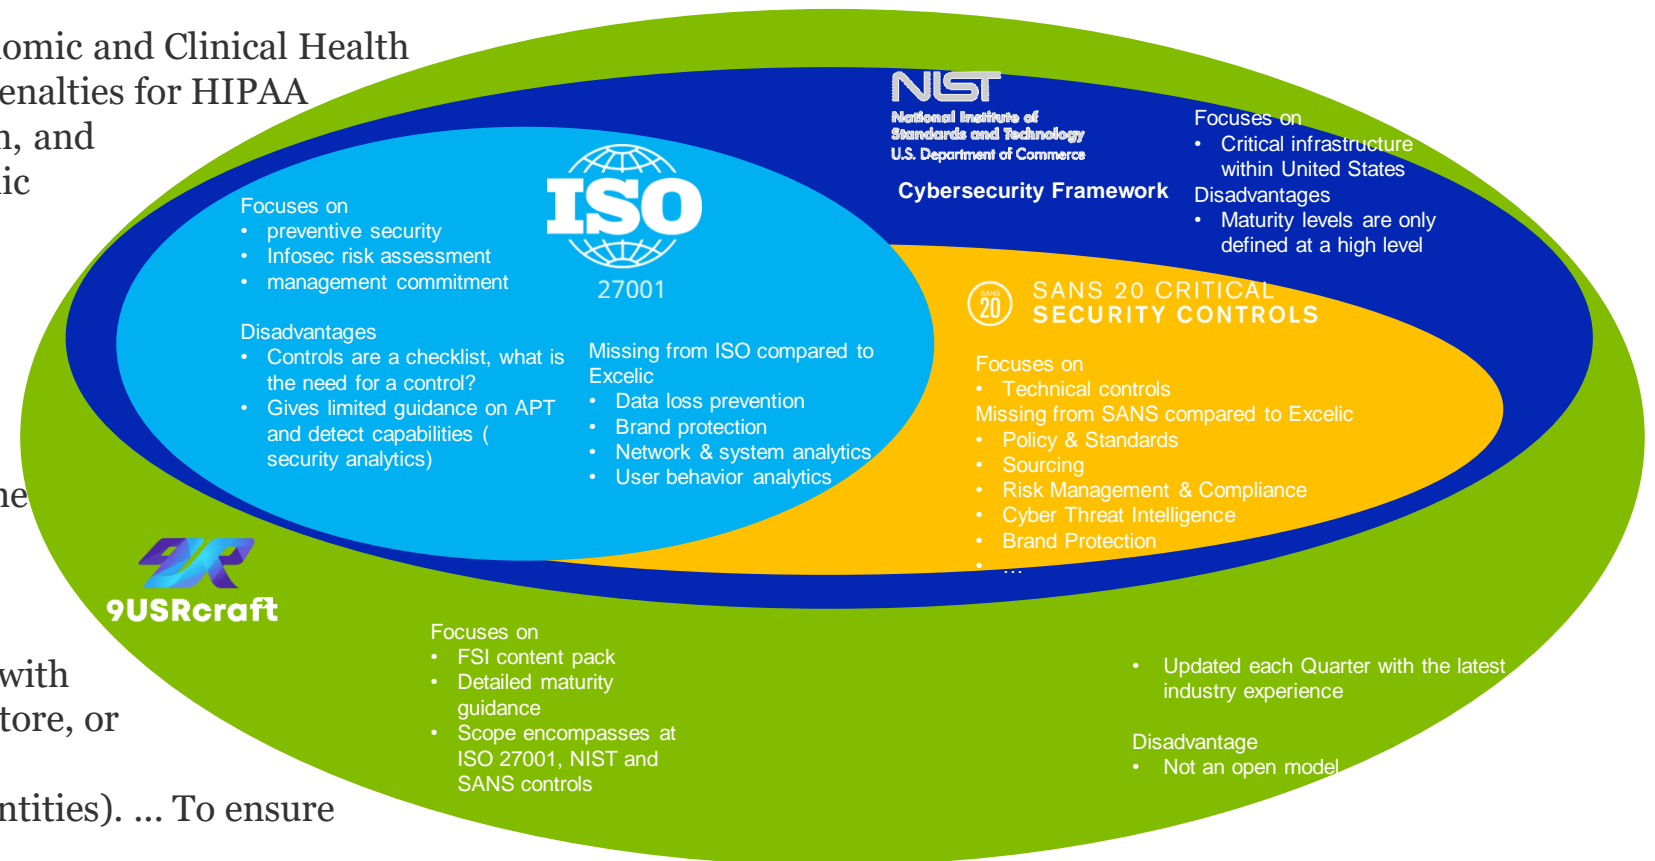 omic and Clinical Health
enalties for HIPAA
n, and
ic
ne
with
tore, or
ntities). ... To ensure
NIST
National Institute of
Standards and Technology
U.S. Department of Commerce
Cybersecurity Framework
Focuses on
• Critical infrastructure
within United States
Disadvantages
• Maturity levels are only
defined at a high level
ISO
27001
Focuses on
• preventive security
• Infosec risk assessment
• management commitment
Disadvantages
• Controls are a checklist, what is
the need for a control?
• Gives limited guidance on APT
and detect capabilities (
security analytics)
Missing from ISO compared to
Excelic
• Data loss prevention
• Brand protection
• Network & system analytics
• User behavior analytics
SANS
20
SANS 20 CRITICAL
SECURITY CONTROLS
Focuses on
• Technical controls
Missing from SANS compared to Excelic
• Policy & Standards
• Sourcing
• Risk Management & Compliance
• Cyber Threat Intelligence
• Brand Protection
• ...
9USRcraft
Focuses on
• FSI content pack
• Detailed maturity
guidance
• Scope encompasses at
ISO 27001, NIST and
SANS controls
• Updated each Quarter with the latest
industry experience
Disadvantage
• Not an open model